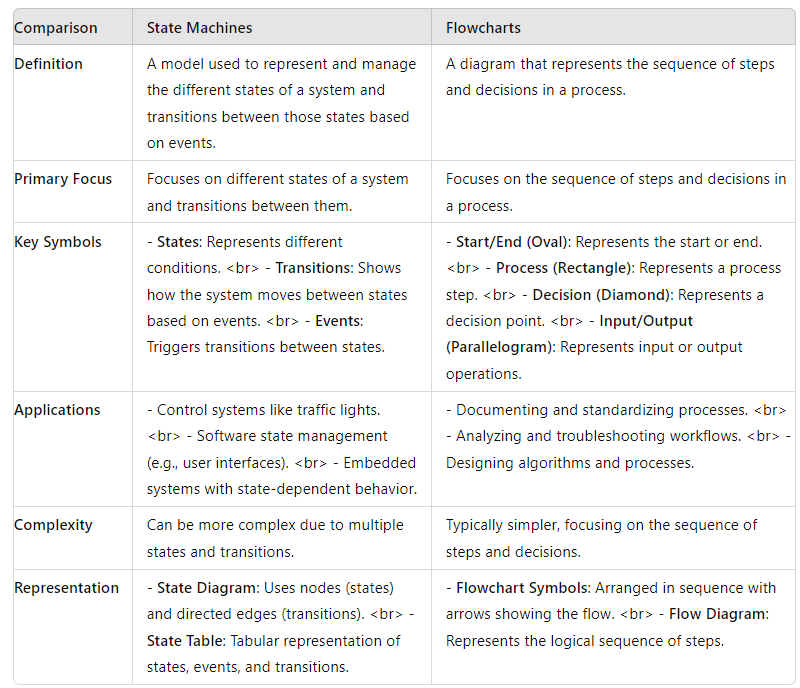 Comparison State Machines Flowcharts
Definition
A model used to represent and manage
the different states of a system and
transitions between those states based
on events.
A diagram that represents the sequence of steps
and decisions in a process.
Primary Focus
Focuses on different states of a system
and transitions between them.
Focuses on the sequence of steps and decisions in
a process.
Key Symbols
- States: Represents different
conditions. <br> - Transitions: Shows
how the system moves between states
based on events. <br> - Events:
Triggers transitions between states.
- Start/End (Oval): Represents the start or end.
<br> - Process (Rectangle): Represents a process
step. <br> - Decision (Diamond): Represents a
decision point. <br> - Input/Output
(Parallelogram): Represents input or output
operations.
Applications
- Control systems like traffic lights.
<br> - Software state management
(e.g., user interfaces). <br> - Embedded
systems with state-dependent behavior.
- Documenting and standardizing processes. <br>
- Analyzing and troubleshooting workflows. <br> -
Designing algorithms and processes.
Complexity
Can be more complex due to multiple
states and transitions.
Typically simpler, focusing on the sequence of
steps and decisions.
Representation
- State Diagram: Uses nodes (states)
and directed edges (transitions). <br> -
State Table: Tabular representation of
states, events, and transitions.
- Flowchart Symbols: Arranged in sequence with
arrows showing the flow. <br> - Flow Diagram:
Represents the logical sequence of steps.